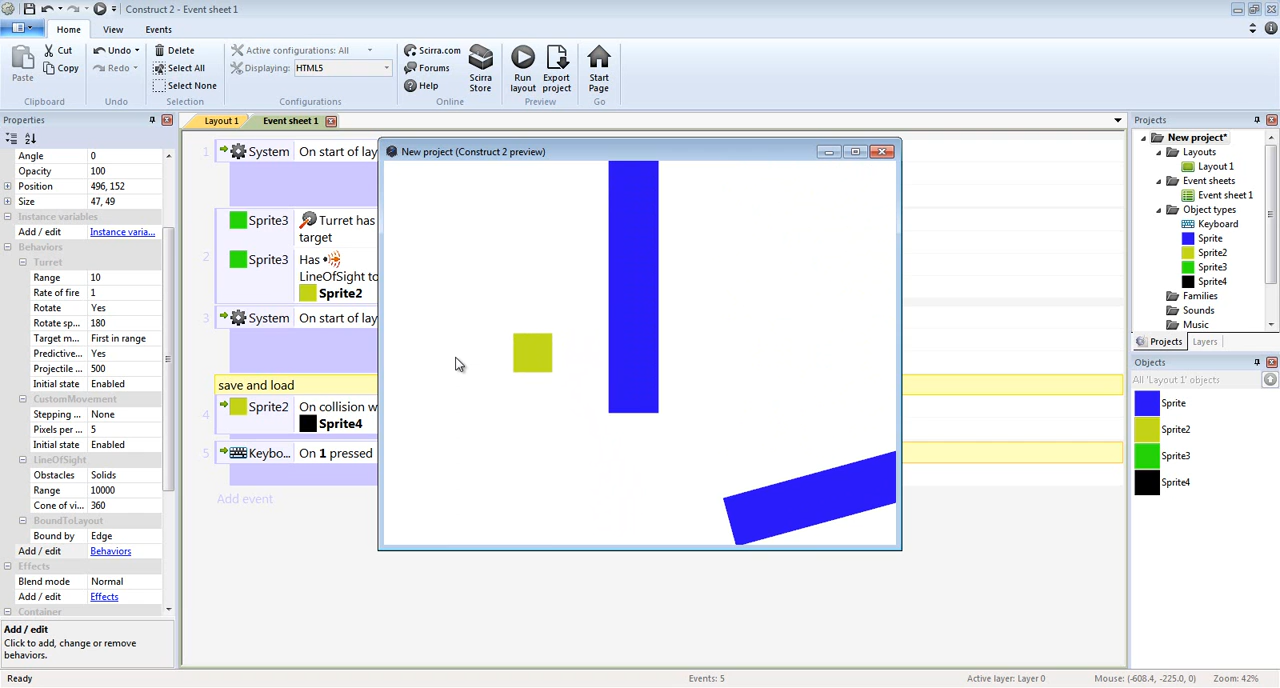 Construct 2 - Event sheet 1
Home View Events
Paste
Cut
Copy
Clipboard
Undo
Redo
Undo
Delete
Select All
Select None
Selection
Active configurations: All
Displaying: HTML5
Configurations
Scirra.com
Forums
Help
Scirra
Store
Online
Run
layout
Export
project
Preview
Start
Page
Go
Properties
Angle 0
Opacity 100
Position 496, 152
Size 47, 49
Instance variables
Add / edit Instance varia...
Behaviors
Turret
Range 10
Rate of fire 1
Rotate Yes
Rotate sp... 180
Target m... First in range
Predictive... Yes
Projectile ... 500
Initial state Enabled
CustomMovement
Stepping ... None
Pixels per ... 5
Initial state Enabled
LineOfSight
Obstacles Solids
Range 10000
Cone of vi... 360
BoundToLayout
Bound by Edge
Add / edit Behaviors
Effects
Blend mode Normal
Add / edit Effects
Container
Add / edit
Click to add, change or remove
behaviors.
Layout 1 Event sheet 1
1 System On start of lay
2
Sprite3 Turret has
target
Sprite3 Has
LineOfSight to
Sprite2
3 System On start of lay
save and load
4 Sprite2 On collision w
Sprite4
5 Keybo... On 1 pressed
Add event
New project (Construct 2 preview)
Projects
New project*
Layouts
Layout 1
Event sheets
Event sheet 1
Object types
Keyboard
Sprite
Sprite2
Sprite3
Sprite4
Families
Sounds
Music
Projects Layers
Objects
All 'Layout 1' objects
Sprite
Sprite2
Sprite3
Sprite4
Ready Events: 5 Active layer: Layer 0 Mouse: (-608.4, -225.0, 0) Zoom: 42%